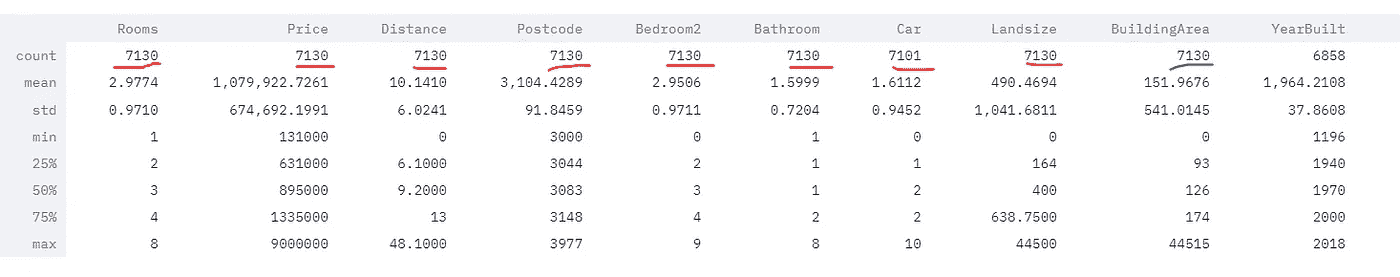 Rooms Price Distance Postcode Bedroom2 Bathroom Car Landsize BuildingArea YearBuilt
count 7130 7130 7130 7130 7130 7130 7101 7130 7130 6858
mean 2.9774 1,079,922.7261 10.1410 3,104.4289 2.9506 1.5999 1.6112 490.4694 151.9676 1,964.2108
std 0.9710 674,692.1991 6.0241 91.8459 0.9711 0.7204 0.9452 1,041.6811 541.0145 37.8608
min 1 131000 0 3000 0 1 0 0 0 1196
25% 2 631000 6.1000 3044 2 1 1 164 93 1940
50% 3 895000 9.2000 3083 3 1 2 400 126 1970
75% 4 1335000 13 3148 4 2 2 638.7500 174 2000
max 8 9000000 48.1000 3977 9 8 10 44500 44515 2018